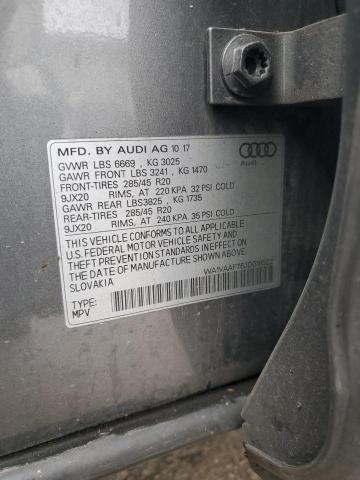 MFD. BY AUDI AG 10 17
GVWR LBS 6669 , KG 3025
GAWR FRONT LBS 3241 , KG 1470
FRONT-TIRES 285/45 R20
9JX20 RIMS, AT 220 KPA 32 PSI COLD
GAWR REAR LBS3825 , KG 1735
REAR-TIRES 285/45 R20
9JX20 RIMS, AT 240 KPA 35 PSI COLD
THIS VEHICLE CONFORMS TO ALL APPLICABLE
U.S.FEDERAL MOTOR VEHICLE SAFETY AND
THEFT PREVENTION STANDARDS IN EFFECT ON
THE DATE OF MANUFACTURE SHOWN ABOVE.
SLOVAKIA
TYPE:
MPV
Audi